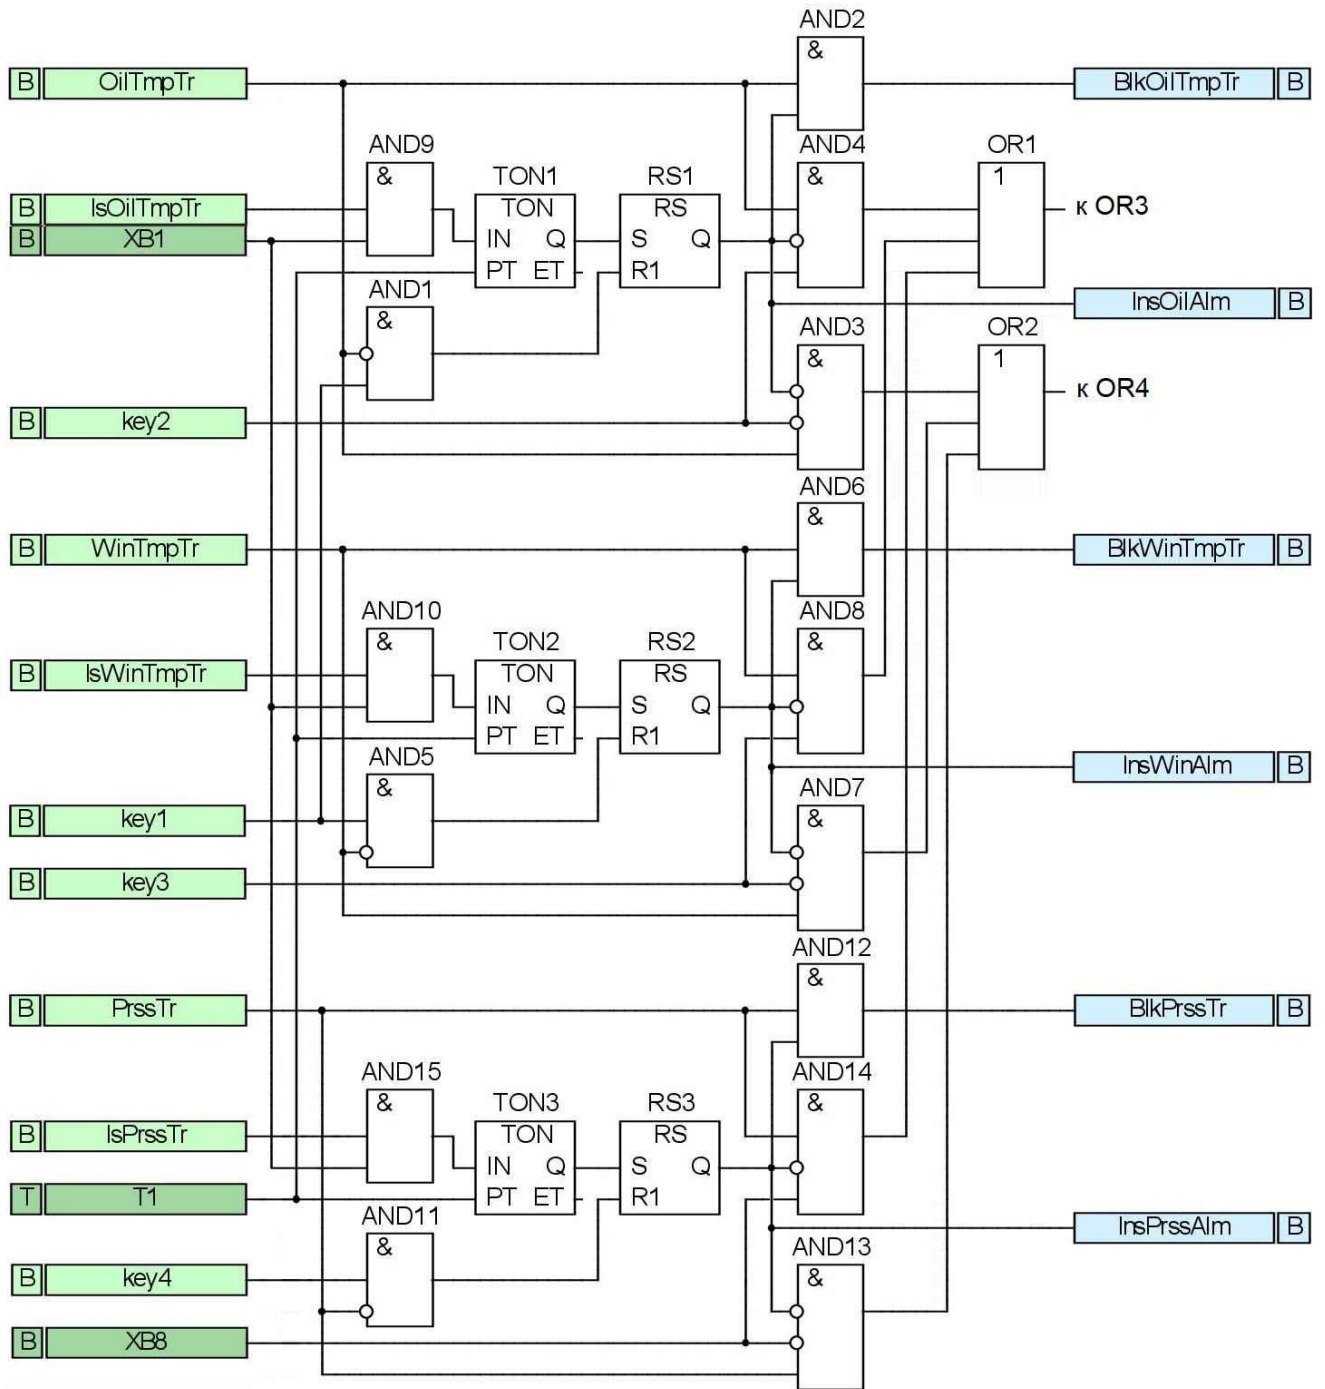 AND2
&
B OilTmpTr
BlkOilTmpTr B
AND9
&
AND4
&
OR1
1
TON1
TON
IN Q
PT ET
RS1
RS
S Q
R1
B IsOilTmpTr
B XB1
к OR3
AND1
&
InsOilAlm B
AND3
&
OR2
1
к OR4
B key2
AND6
&
B WinTmpTr
BlkWinTmpTr B
AND10
&
AND8
&
TON2
TON
IN Q
PT ET
RS2
RS
S Q
R1
B IsWinTmpTr
AND5
&
InsWinAlm B
AND7
&
B key1
B key3
AND12
&
B PrssTr
BlkPrssTr B
AND15
&
AND14
&
TON3
TON
IN Q
PT ET
RS3
RS
S Q
R1
B IsPrssTr
T T1
AND11
&
InsPrssAlm B
AND13
&
B key4
B XB8